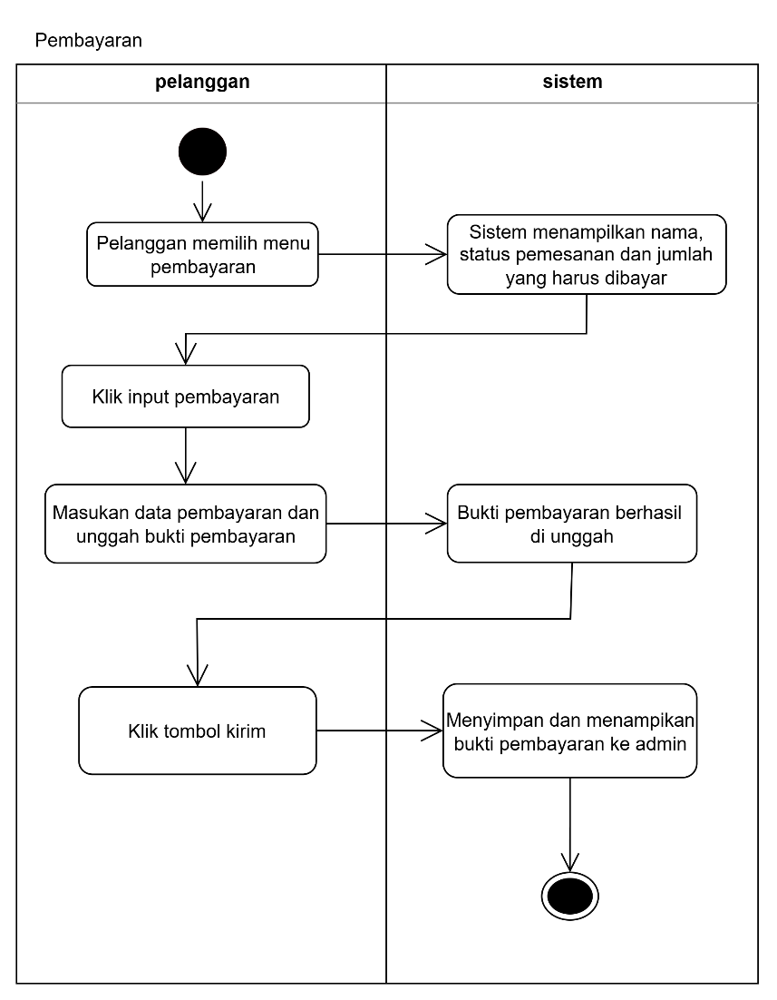 Pembayaran
pelanggan
sistem
Pelanggan memilih menu
pembayaran
Sistem menampilkan nama,
status pemesanan dan jumlah
yang harus dibayar
Klik input pembayaran
Masukan data pembayaran dan
unggah bukti pembayaran
Bukti pembayaran berhasil
di unggah
Klik tombol kirim
Menyimpan dan menampikan
bukti pembayaran ke admin